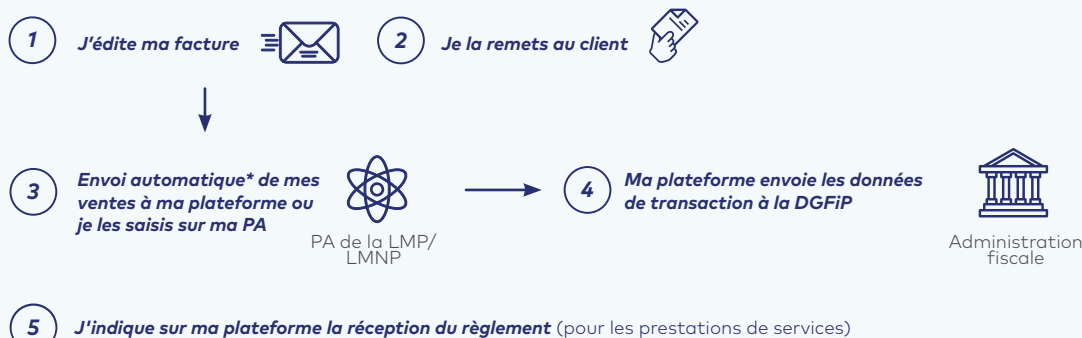 1 J'édite ma facture
2 Je la remets au client
3 Envoi automatique* de mes
ventes à ma plateforme ou
je les saisis sur ma PA
PA de la LMP/
LMNP
4 Ma plateforme envoie les données
de transaction à la DGFiP
Administration
fiscale
5 J'indique sur ma plateforme la réception du règlement (pour les prestations de services)